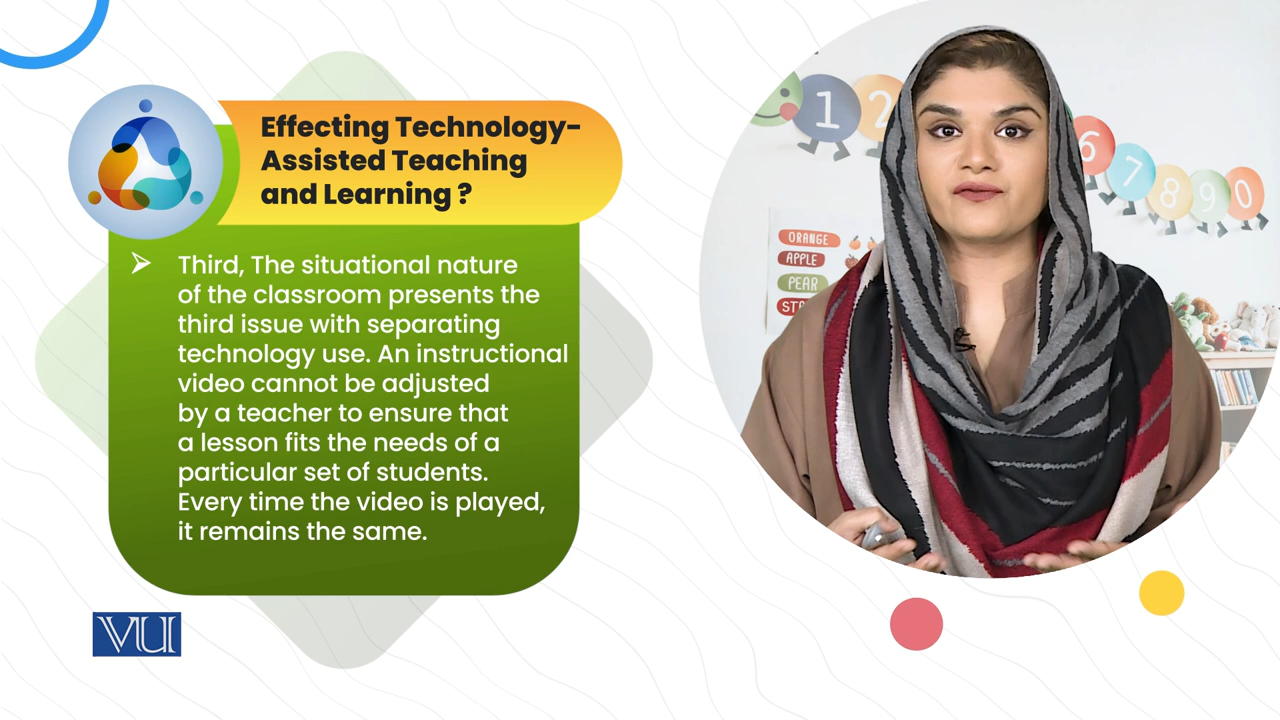 Effecting Technology-
Assisted Teaching
and Learning ?
Third, The situational nature
of the classroom presents the
third issue with separating
technology use. An instructional
video cannot be adjusted
by a teacher to ensure that
a lesson fits the needs of a
particular set of students.
Every time the video is played,
it remains the same.
VU
1 2
6 7 8 9 0
ORANGE
APPLE
PEAR